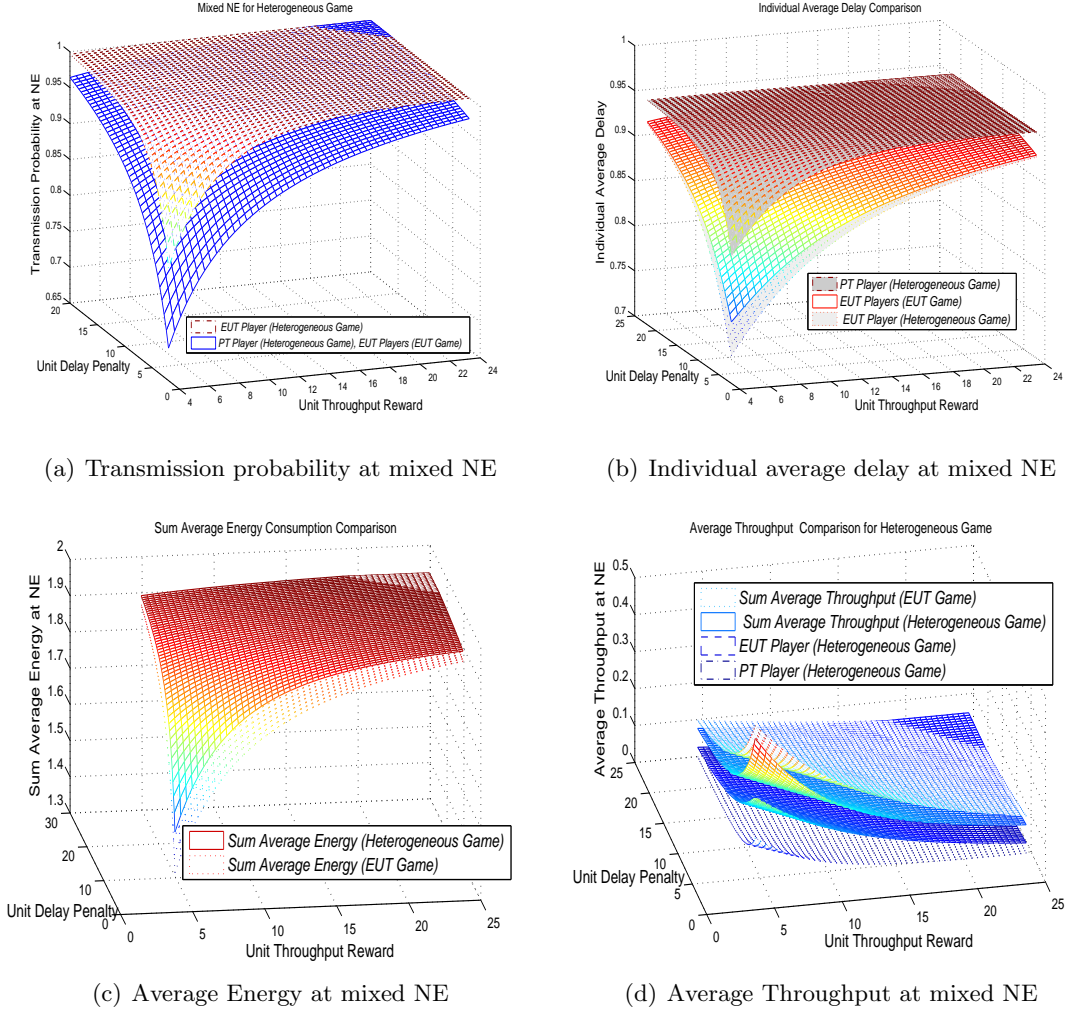 Mixed NE for Heterogeneous Game
Transmission Probability at NE
1
0.95
0.9
0.85
0.8
0.75
0.7
0.65
20
15
10
5
0
Unit Delay Penalty
4
6
8
10
12
14
16
18
20
22
24
Unit Throughput Reward
EUT Player (Heterogeneous Game)
PT Player (Heterogeneous Game), EUT Players (EUT Game)
(a) Transmission probability at mixed NE
Individual Average Delay Comparison
Individual Average Delay
1
0.95
0.9
0.85
0.8
0.75
0.7
25
20
15
10
5
0
Unit Delay Penalty
4
6
8
10
12
14
16
18
20
22
24
Unit Throughput Reward
PT Player (Heterogeneous Game)
EUT Players (EUT Game)
EUT Player (Heterogeneous Game)
(b) Individual average delay at mixed NE
Sum Average Energy Consumption Comparison
Sum Average Energy at NE
2
1.9
1.8
1.7
1.6
1.5
1.4
1.3
30
20
10
0
Unit Delay Penalty
0
5
10
15
20
25
Unit Throughput Reward
Sum Average Energy (Heterogeneous Game)
Sum Average Energy (EUT Game)
(c) Average Energy at mixed NE
Average Throughput Comparison for Heterogeneous Game
Average Throughput at NE
0.5
0.4
0.3
0.2
0.1
0
25
20
15
10
5
0
Unit Delay Penalty
0
5
10
15
20
25
Unit Throughput Reward
Sum Average Throughput (EUT Game)
Sum Average Throughput (Heterogeneous Game)
EUT Player (Heterogeneous Game)
PT Player (Heterogeneous Game)
(d) Average Throughput at mixed NE